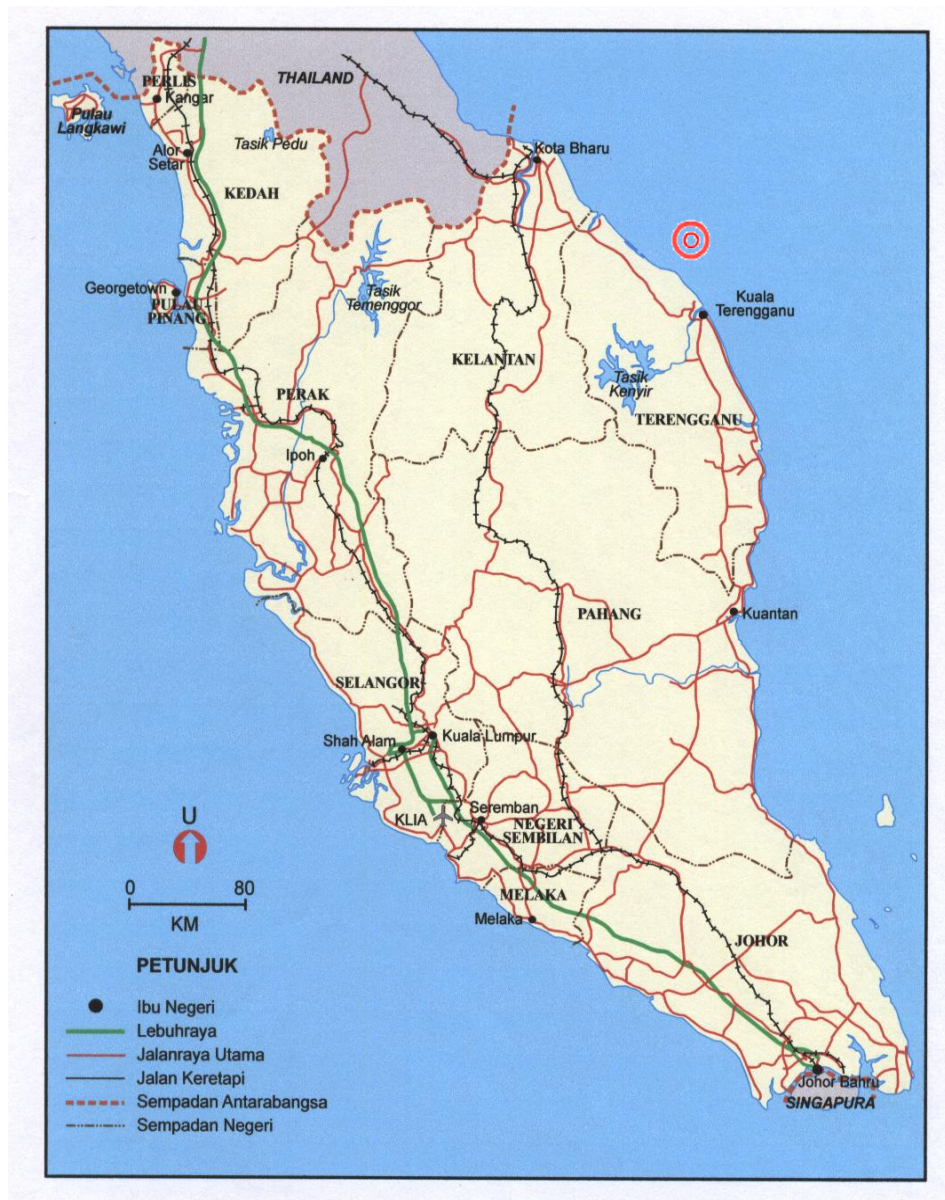 THAILAND
PERLIS
Kangar
Pulau
Langkawi
Alor
Setar
Tasik Pedu
Kota Bharu
KEDAH
Georgetown
PULAU
PINANG
Tasik
Temenggor
Kuala
Terengganu
KELANTAN
Tasik
Kenyir
PERAK
TERENGGANU
Ipoh
PAHANG
Kuantan
SELANGOR
Shah Alam
Kuala Lumpur
KLIA
Seremban
NEGERI
SEMBILAN
MELAKA
Melaka
JOHOR
Johor Bahru
SINGAPURA
U
0 80
KM
PETUNJUK
Ibu Negeri
Lebuhraya
Jalanraya Utama
Jalan Keretapi
Sempadan Antarabangsa
Sempadan Negeri